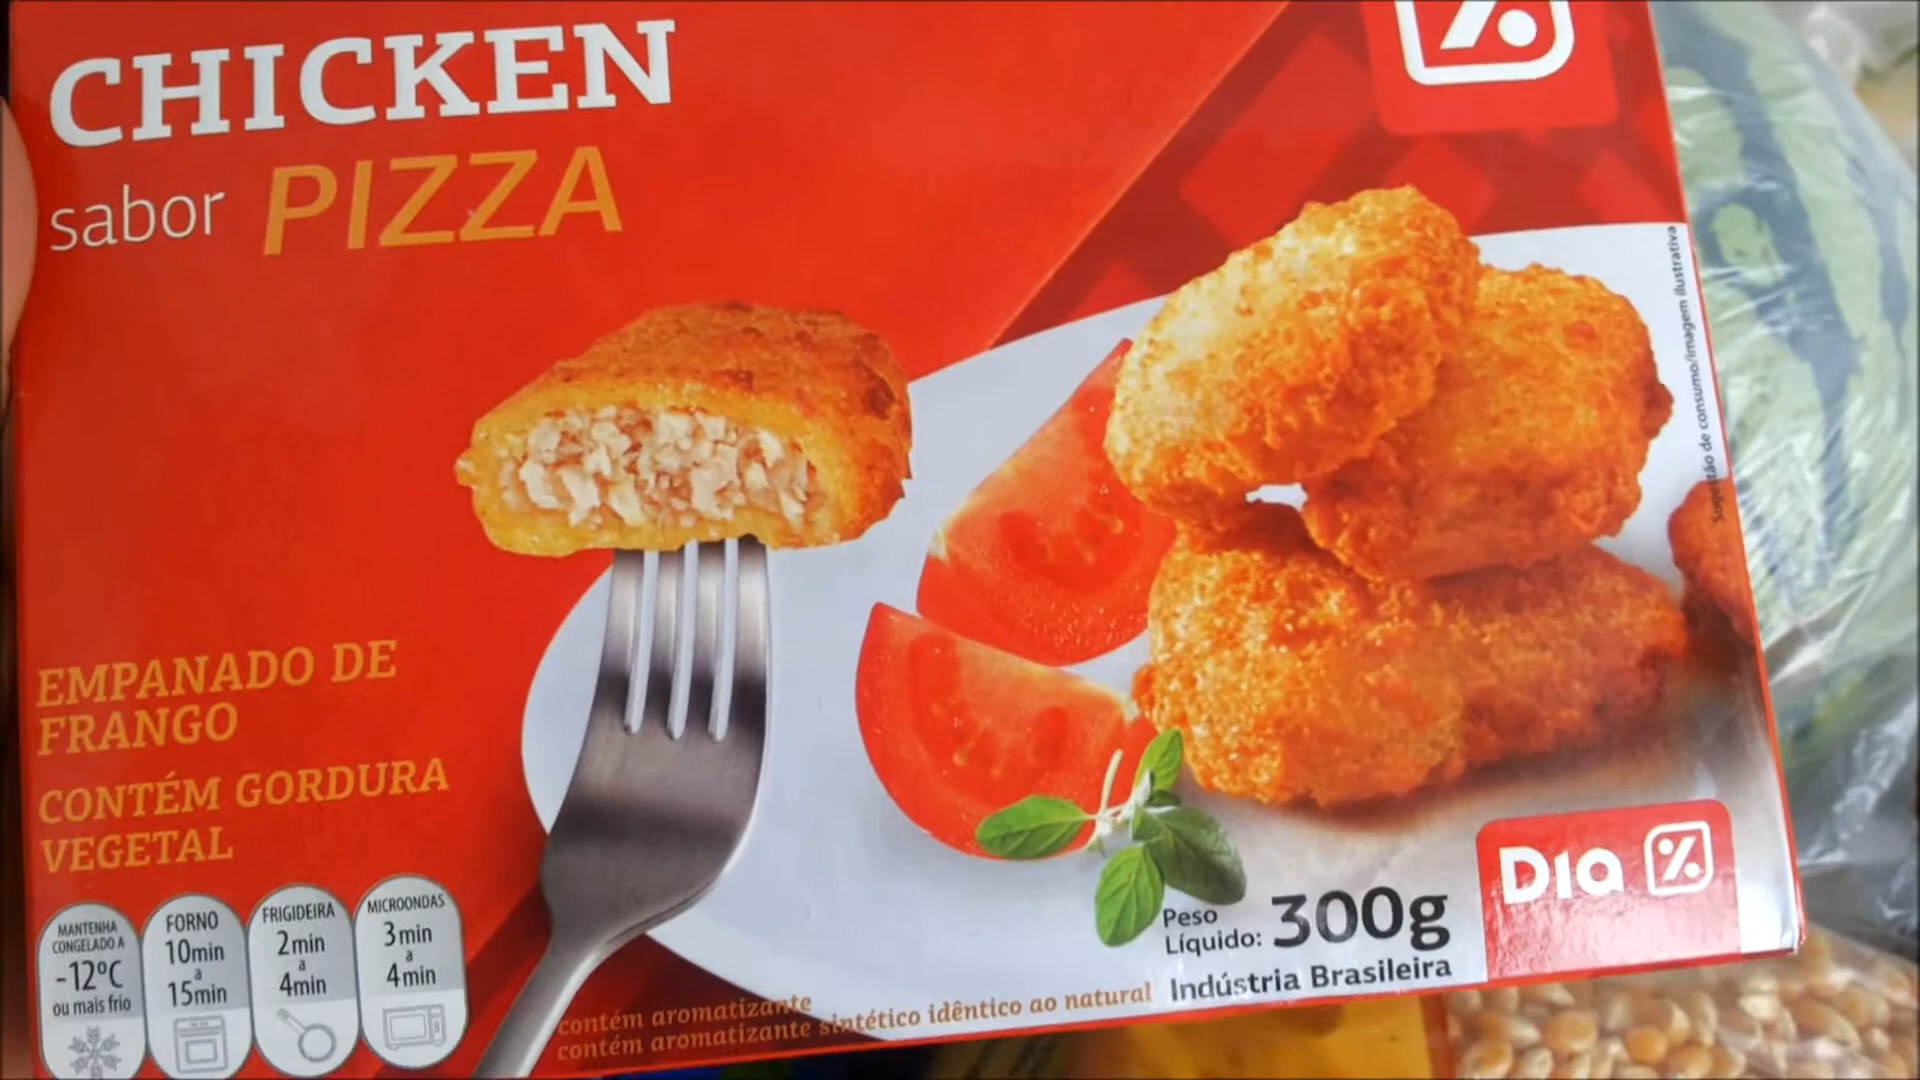 CHICKEN
sabor PIZZA
EMPANADO DE
FRANGO
CONTÉM GORDURA
VEGETAL
MANTENHA
CONGELADO A
-12ºC
ou mais frio
FORNO
10min
a
15min
FRIGIDEIRA
2min
a
4min
MICROONDAS
3min
a
4min
contém aromatizante
contém aromatizante sintético idêntico ao natural
Peso
Líquido: 300g
Indústria Brasileira
DIA %
Sugestão de consumo/imagem ilustrativa